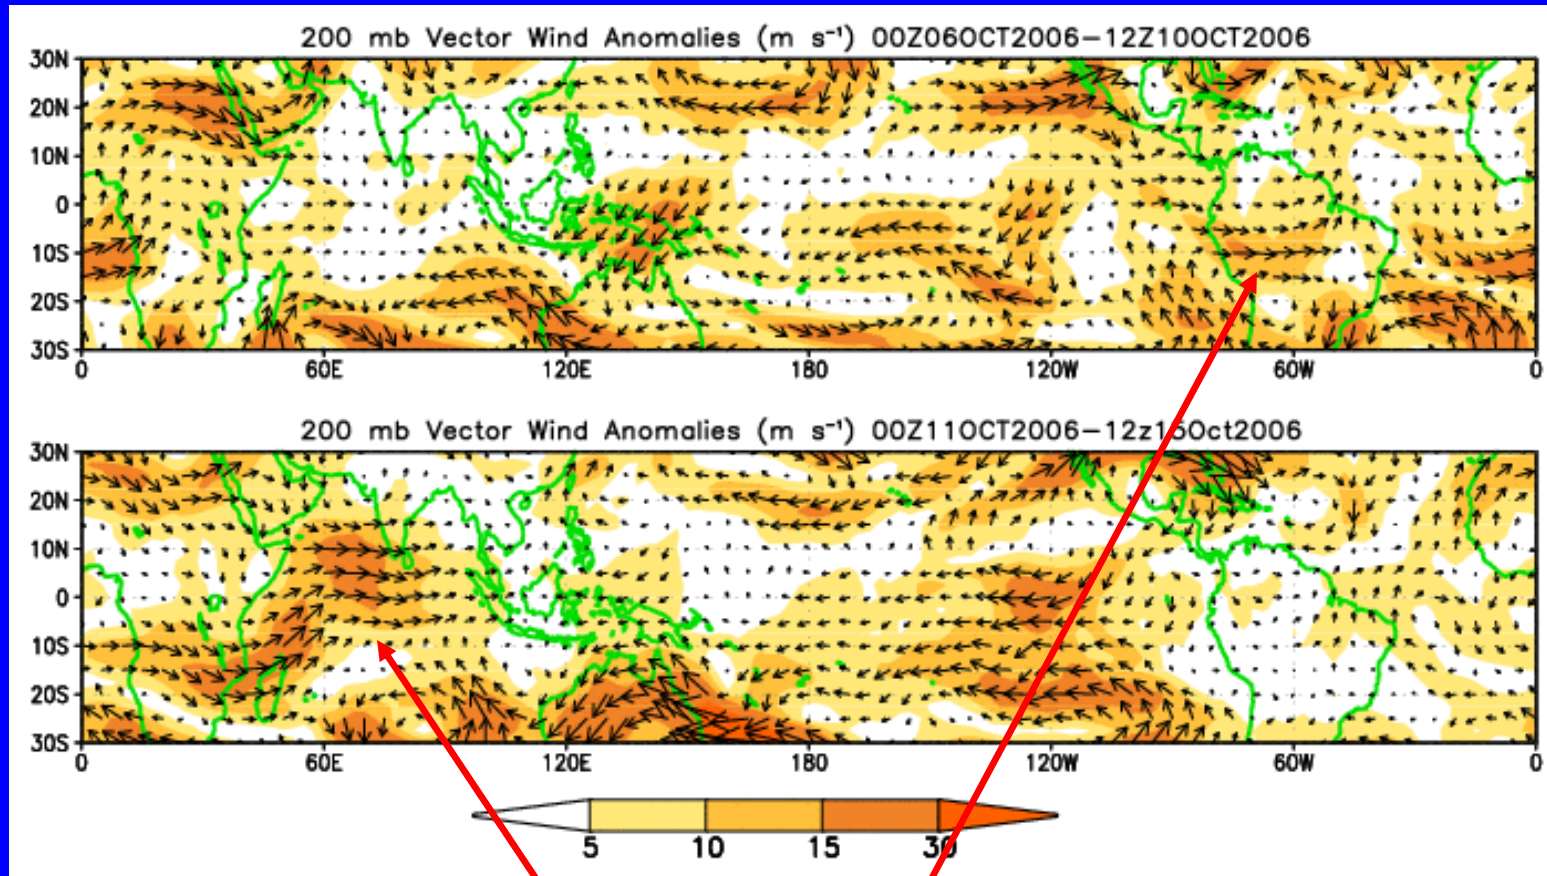 200 mb Vector Wind Anomalies (m s⁻¹) 00Z06OCT2006–12Z10OCT2006
30N
20N
10N
0
10S
20S
30S
0 60E 120E 180 120W 60W 0
200 mb Vector Wind Anomalies (m s⁻¹) 00Z11OCT2006–12z15Oct2006
30N
20N
10N
0
10S
20S
30S
0 60E 120E 180 120W 60W 0
5 10 15 30